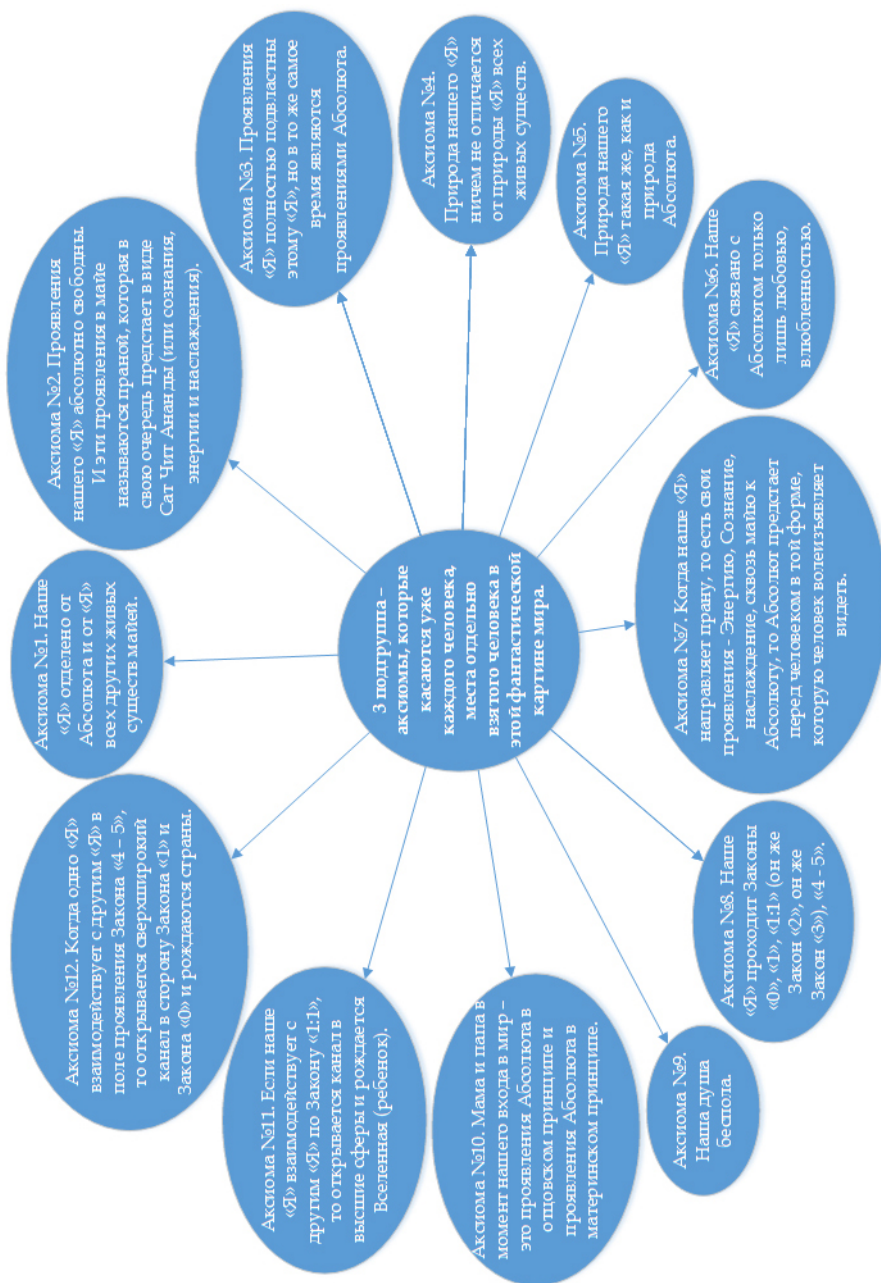 3 подгруппа –
аксиомы, которые
касаются уже
каждого человека,
места отдельно
взятого человека в
этой фантастической
картине мира.
Аксиома №1. Наше
«Я» отделено от
Абсолюта и от «Я»
всех других живых
существ майей.
Аксиома №2. Проявления
нашего «Я» абсолютно свободны.
И эти проявления в майе
называются праной, которая в
свою очередь предстает в виде
Сат Чит Ананды (или сознания,
энергии и наслаждения).
Аксиома №3. Проявления
«Я» полностью подвластны
этому «Я», но в то же самое
время являются
проявлениями Абсолюта.
Аксиома №4.
Природа нашего «Я»
ничем не отличается
от природы «Я» всех
живых существ.
Аксиома №5.
Природа нашего
«Я» такая же, как и
природа
Абсолюта.
Аксиома №6. Наше
«Я» связано с
Абсолютом только
лишь любовью,
влюбленностью.
Аксиома №7. Когда наше «Я»
направляет прану, то есть свои
проявления - Энергию, Сознание,
наслаждение, сквозь майю к
Абсолюту, то Абсолют предстает
перед человеком в той форме,
которую человек волеизъявляет
видеть.
Аксиома №8. Наше
«Я» проходит Законы
«0», «1», «1:1» (он же
Закон «2», он же
Закон «3»), «4 – 5».
Аксиома №9.
Наша душа
беспола.
Аксиома №10. Мама и папа в
момент нашего входа в мир –
это проявления Абсолюта в
отцовском принципе и
проявления Абсолюта в
материнском принципе.
Аксиома №11. Если наше
«Я» взаимодействует с
другим «Я» по Закону «1:1»,
то открывается канал в
высшие сферы и рождается
Вселенная (ребенок).
Аксиома №12. Когда одно «Я»
взаимодействует с другим «Я» в
поле проявления Закона «4 – 5»,
то открывается сверхширокий
канал в сторону Закона «1» и
Закона «0» и рождаются страны.